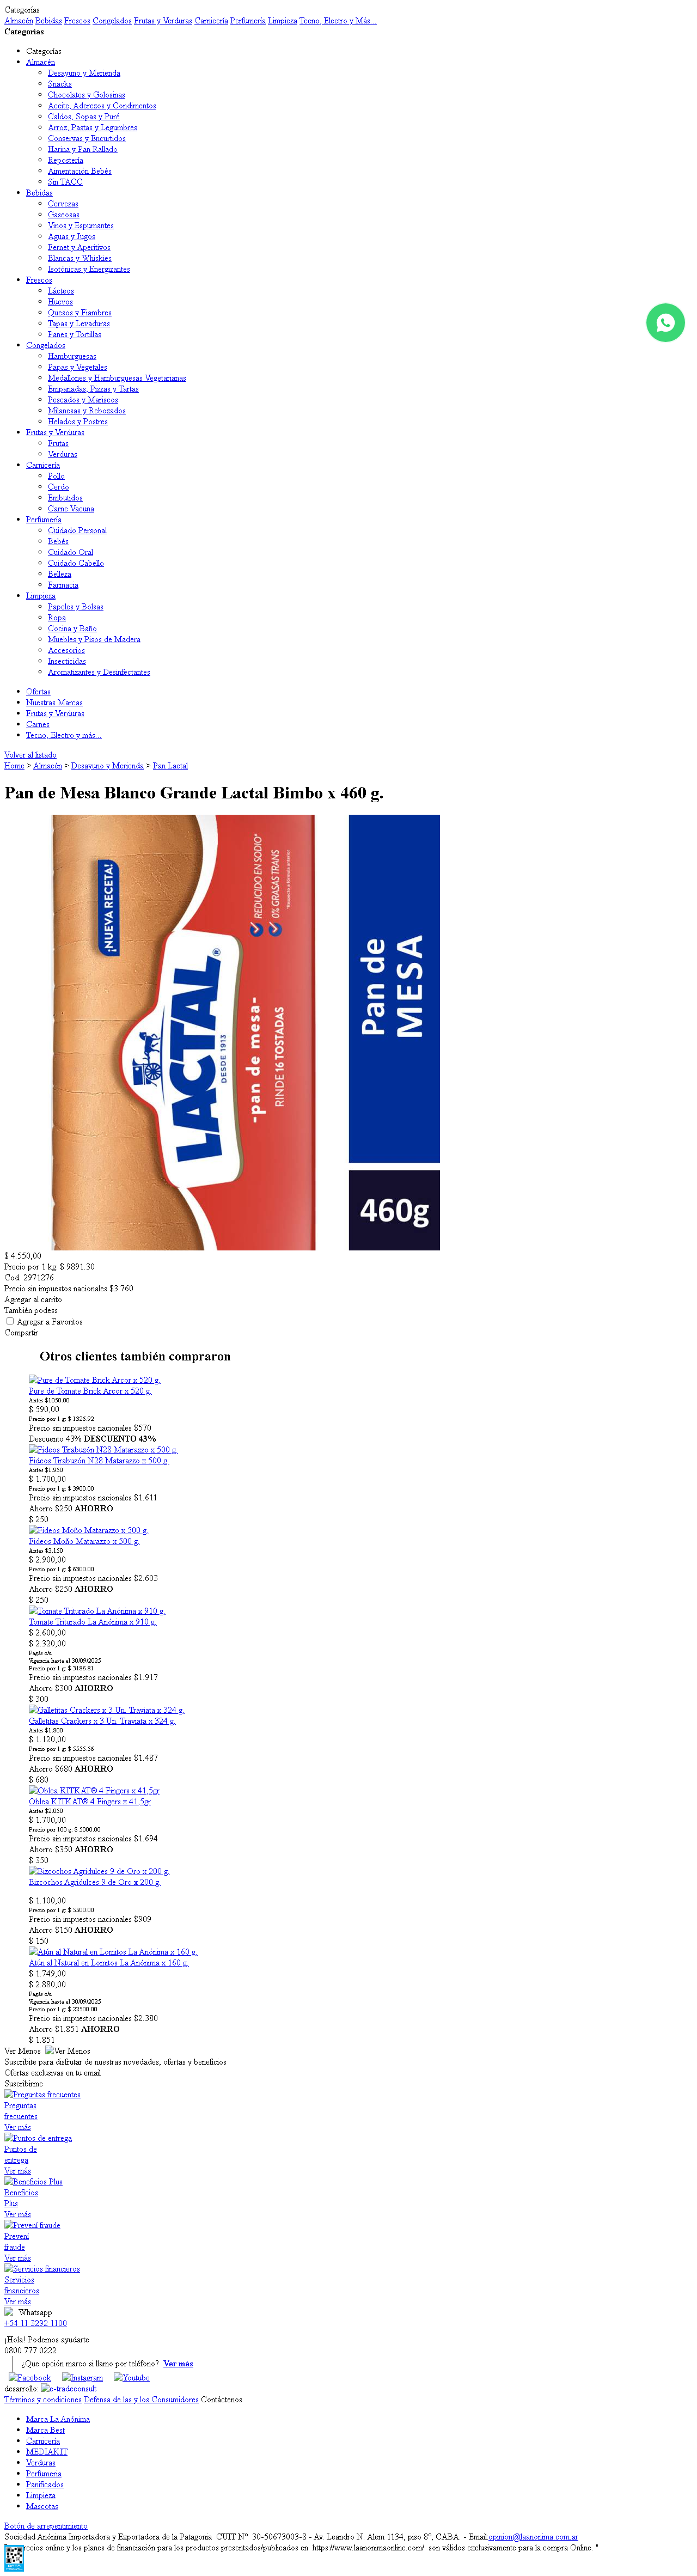 Categorías
Almacén Bebidas Frescos Congelados Frutas y Verduras Carnicería Perfumería Limpieza Tecno, Electro y Más...
Categorias
Categorías
Almacén
Desayuno y Merienda
Snacks
Chocolates y Golosinas
Aceite, Aderezos y Condimentos
Caldos, Sopas y Puré
Arroz, Pastas y Legumbres
Conservas y Encurtidos
Harina y Pan Rallado
Repostería
Aimentación Bebés
Sin TACC
Bebidas
Cervezas
Gaseosas
Vinos y Espumantes
Aguas y Jugos
Fernet y Aperitivos
Blancas y Whiskies
Isotónicas y Energizantes
Frescos
Lácteos
Huevos
Quesos y Fiambres
Tapas y Levaduras
Panes y Tortillas
Congelados
Hamburguesas
Papas y Vegetales
Medallones y Hamburguesas Vegetarianas
Empanadas, Pizzas y Tartas
Pescados y Mariscos
Milanesas y Rebozados
Helados y Postres
Frutas y Verduras
Frutas
Verduras
Carnicería
Pollo
Cerdo
Embutidos
Carne Vacuna
Perfumería
Cuidado Personal
Bebés
Cuidado Oral
Cuidado Cabello
Belleza
Farmacia
Limpieza
Papeles y Bolsas
Ropa
Cocina y Baño
Muebles y Pisos de Madera
Accesorios
Insecticidas
Aromatizantes y Desinfectantes
Ofertas
Nuestras Marcas
Frutas y Verduras
Carnes
Tecno, Electro y más...
Volver al listado
Home > Almacén > Desayuno y Merienda > Pan Lactal
Pan de Mesa Blanco Grande Lactal Bimbo x 460 g.
¡NUEVA RECETA!
REDUCIDO EN SODIO*
0% GRASAS TRANS
LACTAL®
DESDE 1913
-pan de mesa-
RINDE 16 TOSTADAS
Pan de
MESA
460g
$ 4.550,00
Precio por 1 kg: $ 9891.30
Cod. 2971276
Precio sin impuestos nacionales $3.760
Agregar al carrito
También podess
Agregar a Favoritos
Compartir
Otros clientes también compraron
Pure de Tomate Brick Arcor x 520 g.
Pure de Tomate Brick Arcor x 520 g.
Antes $1050.00
$ 590,00
Precio por 1 g: $ 1326.92
Precio sin impuestos nacionales $570
Descuento 43% DESCUENTO 43%
Fideos Tirabuzón N28 Matarazzo x 500 g.
Fideos Tirabuzón N28 Matarazzo x 500 g.
Antes $1.950
$ 1.700,00
Precio por 1 g: $ 3900.00
Precio sin impuestos nacionales $1.611
Ahorro $250 AHORRO
$ 250
Fideos Moño Matarazzo x 500 g.
Fideos Moño Matarazzo x 500 g.
Antes $3.150
$ 2.900,00
Precio por 1 g: $ 6300.00
Precio sin impuestos nacionales $2.603
Ahorro $250 AHORRO
$ 250
Tomate Triturado La Anónima x 910 g.
Tomate Triturado La Anónima x 910 g.
$ 2.600,00
$ 2.320,00
Pagás c/u
Vigencia hasta el 30/09/2025
Precio por 1 g: $ 3186.81
Precio sin impuestos nacionales $1.917
Ahorro $300 AHORRO
$ 300
Galletitas Crackers x 3 Un. Traviata x 324 g.
Galletitas Crackers x 3 Un. Traviata x 324 g.
Antes $1.800
$ 1.120,00
Precio por 1 g: $ 5555.56
Precio sin impuestos nacionales $1.487
Ahorro $680 AHORRO
$ 680
Oblea KITKAT® 4 Fingers x 41,5gr
Oblea KITKAT® 4 Fingers x 41,5gr
Antes $2.050
$ 1.700,00
Precio por 100 g: $ 5000.00
Precio sin impuestos nacionales $1.694
Ahorro $350 AHORRO
$ 350
Bizcochos Agridulces 9 de Oro x 200 g.
Bizcochos Agridulces 9 de Oro x 200 g.
$ 1.100,00
Precio por 1 g: $ 5500.00
Precio sin impuestos nacionales $909
Ahorro $150 AHORRO
$ 150
Atún al Natural en Lomitos La Anónima x 160 g.
Atún al Natural en Lomitos La Anónima x 160 g.
$ 1.749,00
$ 2.880,00
Pagás c/u
Vigencia hasta el 30/09/2025
Precio por 1 g: $ 22500.00
Precio sin impuestos nacionales $2.380
Ahorro $1.851 AHORRO
$ 1.851
Ver Menos Ver Menos
Suscribite para disfrutar de nuestras novedades, ofertas y beneficios
Ofertas exclusivas en tu email
Suscribirme
Preguntas frecuentes
Preguntas
frecuentes
Ver más
Puntos de entrega
Puntos de
entrega
Ver más
Beneficios Plus
Beneficios
Plus
Ver más
Prevení fraude
Prevení
fraude
Ver más
Servicios financieros
Servicios
financieros
Ver más
Whatsapp
+54 11 3292 1100
¡Hola! Podemos ayudarte
0800 777 0222
¿Que opción marco si llamo por teléfono? Ver más
Facebook Instagram Youtube
desarrollo: e-tradeconsult
Términos y condiciones Defensa de las y los Consumidores Contáctenos
Marca La Anónima
Marca Best
Carnicería
MEDIAKIT
Verduras
Perfumeria
Panificados
Limpieza
Mascotas
Botón de arrepentimiento
Sociedad Anónima Importadora y Exportadora de la Patagonia CUIT Nº 30-50673003-8 - Av. Leandro N. Alem 1134, piso 8º, CABA. - Email:opinion@laanonima.com.ar
precios online y los planes de financiación para los productos presentados/publicados en https://www.laanonimaonline.com/ son válidos exclusivamente para la compra Online. "